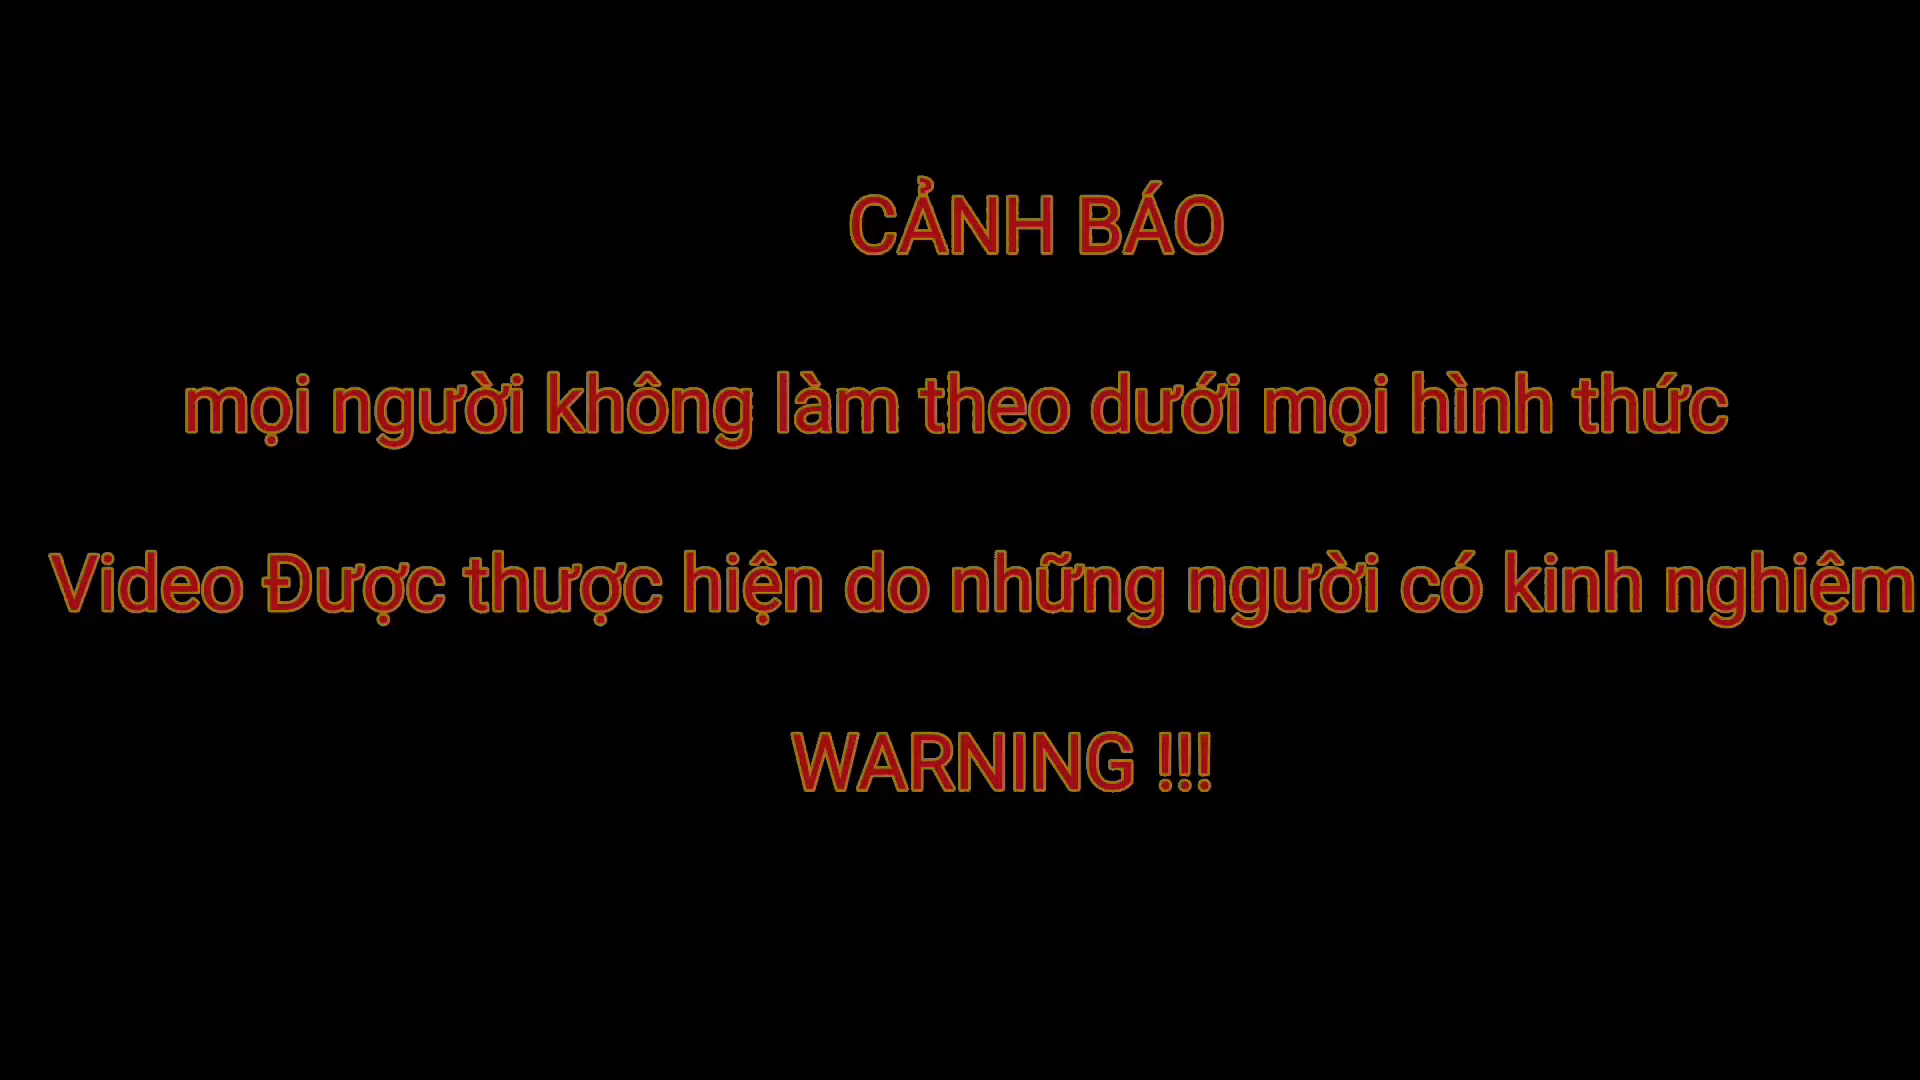 CẢNH BÁO
mọi người không làm theo dưới mọi hình thức
Video Được thược hiện do những người có kinh nghiệm
WARNING !!!